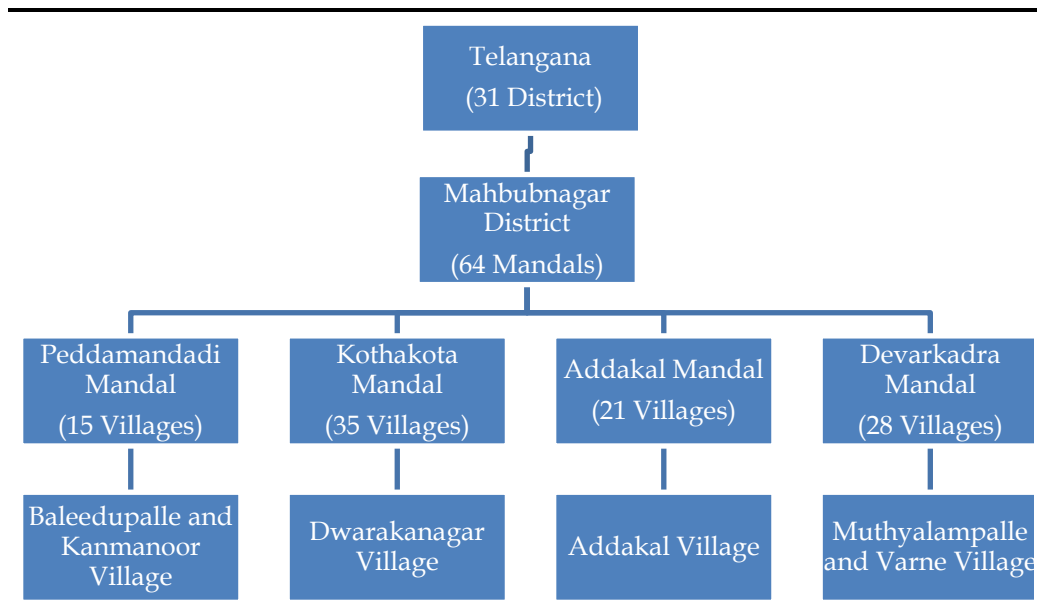 Telangana
(31 District)
Mahbubnagar
District
(64 Mandals)
Peddamandadi
Mandal
(15 Villages)
Kothakota
Mandal
(35 Villages)
Addakal Mandal
(21 Villages)
Devarkadra
Mandal
(28 Villages)
Baleedupalle and
Kanmanoor
Village
Dwarakanagar
Village
Addakal Village
Muthyalampalle
and Varne Village